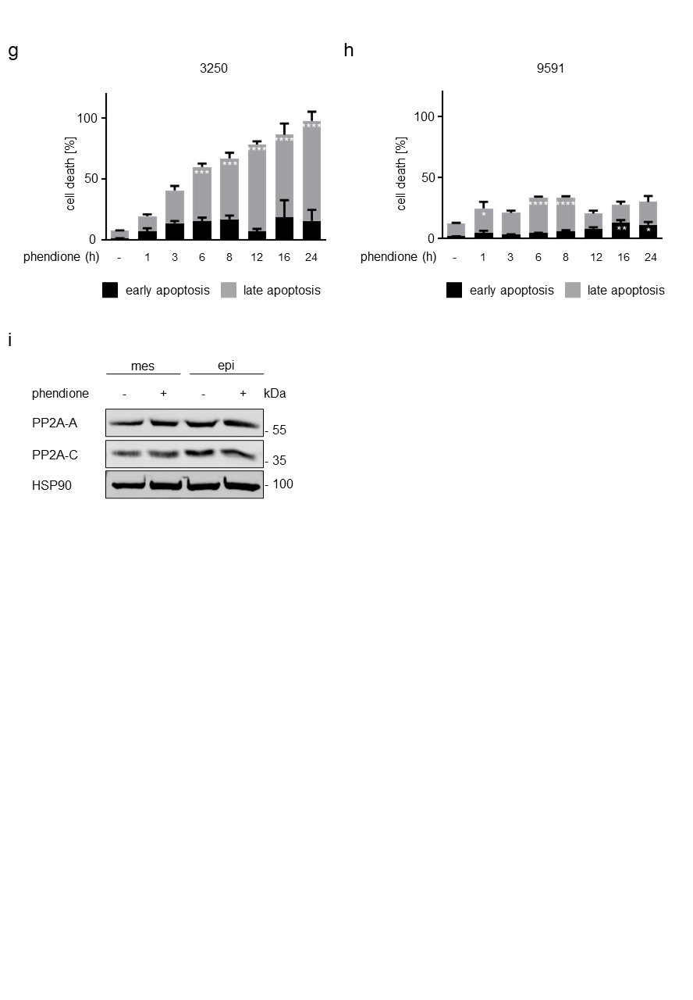 g
3250
cell death [%]
100
50
0
phendione (h) - 1 3 6 8 12 16 24
*** *** **** **** ****
early apoptosis late apoptosis
h
9591
cell death [%]
100
50
0
phendione (h) - 1 3 6 8 12 16 24
* **** **** ** *
early apoptosis late apoptosis
i
mes epi
phendione - + - + kDa
PP2A-A - 55
PP2A-C - 35
HSP90 - 100